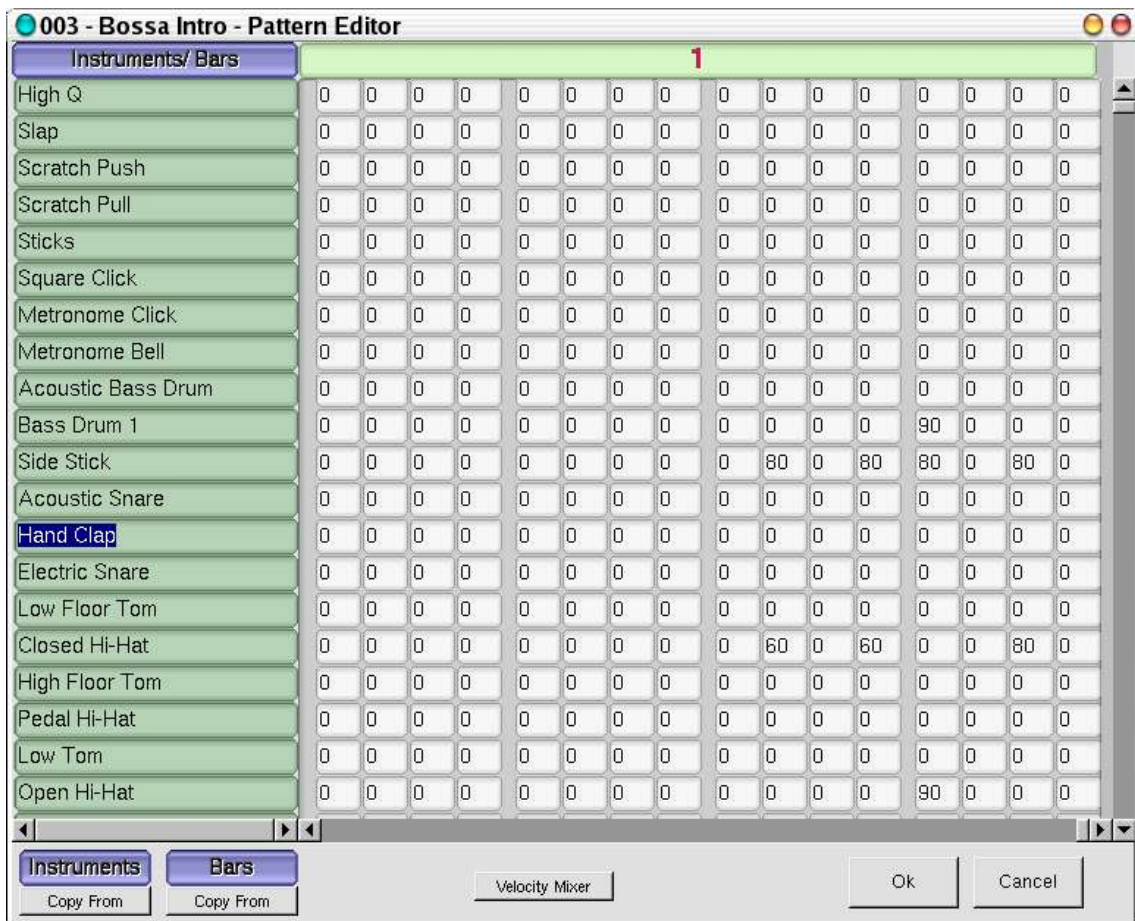 003 - Bossa Intro - Pattern Editor
Instruments/ Bars 1
High Q 0 0 0 0 0 0 0 0 0 0 0 0 0 0 0 0
Slap 0 0 0 0 0 0 0 0 0 0 0 0 0 0 0 0
Scratch Push 0 0 0 0 0 0 0 0 0 0 0 0 0 0 0 0
Scratch Pull 0 0 0 0 0 0 0 0 0 0 0 0 0 0 0 0
Sticks 0 0 0 0 0 0 0 0 0 0 0 0 0 0 0 0
Square Click 0 0 0 0 0 0 0 0 0 0 0 0 0 0 0 0
Metronome Click 0 0 0 0 0 0 0 0 0 0 0 0 0 0 0 0
Metronome Bell 0 0 0 0 0 0 0 0 0 0 0 0 0 0 0 0
Acoustic Bass Drum 0 0 0 0 0 0 0 0 0 0 0 0 0 0 0 0
Bass Drum 1 0 0 0 0 0 0 0 0 0 0 0 0 90 0 0 0
Side Stick 0 0 0 0 0 0 0 0 0 80 0 80 80 0 80 0
Acoustic Snare 0 0 0 0 0 0 0 0 0 0 0 0 0 0 0 0
Hand Clap 0 0 0 0 0 0 0 0 0 0 0 0 0 0 0 0
Electric Snare 0 0 0 0 0 0 0 0 0 0 0 0 0 0 0 0
Low Floor Tom 0 0 0 0 0 0 0 0 0 0 0 0 0 0 0 0
Closed Hi-Hat 0 0 0 0 0 0 0 0 0 60 0 60 0 0 80 0
High Floor Tom 0 0 0 0 0 0 0 0 0 0 0 0 0 0 0 0
Pedal Hi-Hat 0 0 0 0 0 0 0 0 0 0 0 0 0 0 0 0
Low Tom 0 0 0 0 0 0 0 0 0 0 0 0 0 0 0 0
Open Hi-Hat 0 0 0 0 0 0 0 0 0 0 0 0 90 0 0 0
Instruments Bars
Copy From Copy From Velocity Mixer Ok Cancel